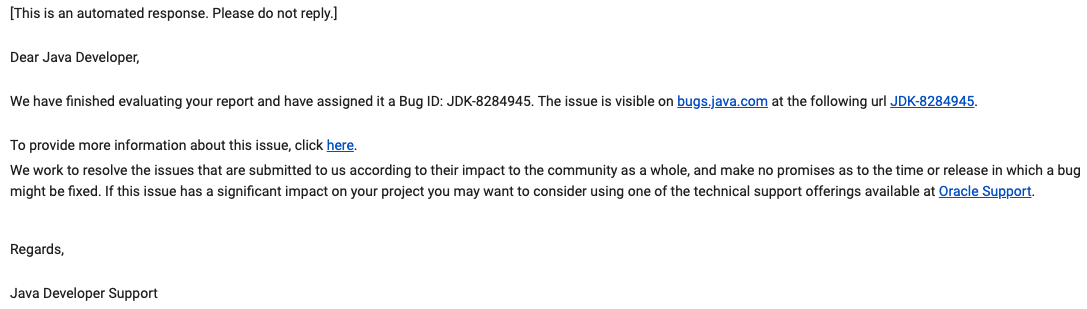 [This is an automated response. Please do not reply.]
Dear Java Developer,
We have finished evaluating your report and have assigned it a Bug ID: JDK-8284945. The issue is visible on bugs.java.com at the following url JDK-8284945.
To provide more information about this issue, click here.
We work to resolve the issues that are submitted to us according to their impact to the community as a whole, and make no promises as to the time or release in which a bug
might be fixed. If this issue has a significant impact on your project you may want to consider using one of the technical support offerings available at Oracle Support.
Regards,
Java Developer Support